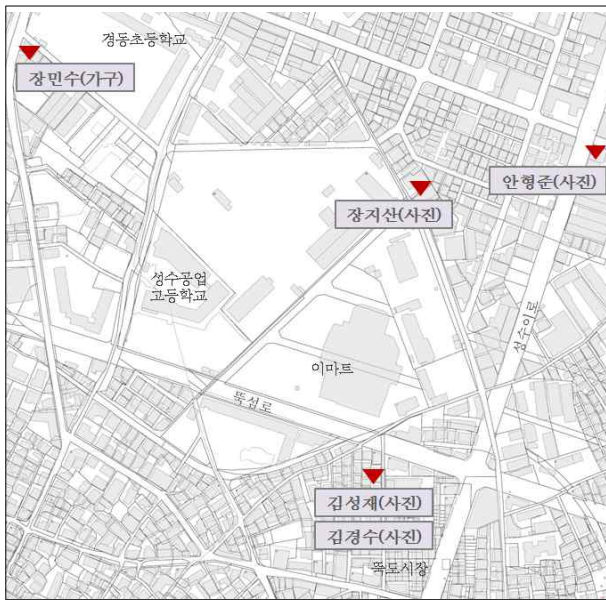 경동초등학교
장민수(가구)
안형준(사진)
장지산(사진)
성수공업
고등학교
성수이로
이마트
뚝섬로
김성재(사진)
김경수(사진)
뚝도시장